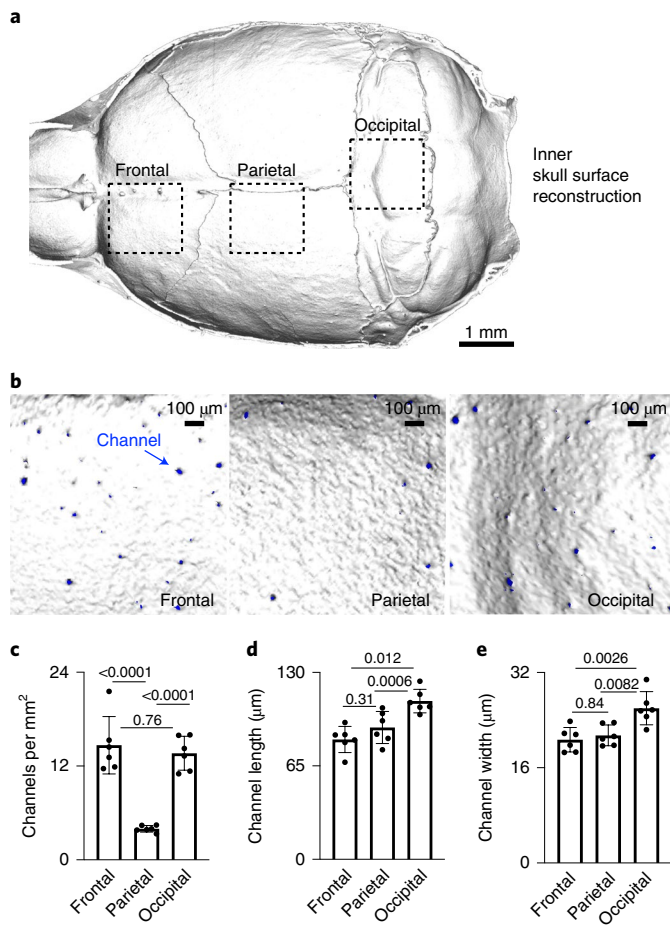 a
Frontal
Parietal
Occipital
Inner
skull surface
reconstruction
1 mm
b
100 μm
100 μm
100 μm
Channel
Frontal
Parietal
Occipital
c
Channels per mm²
24
12
0
<0.0001
<0.0001
0.76
Frontal
Parietal
Occipital
d
Channel length (μm)
130
65
0
0.012
0.0006
0.31
Frontal
Parietal
Occipital
e
Channel width (μm)
32
16
0
0.0026
0.0082
0.84
Frontal
Parietal
Occipital